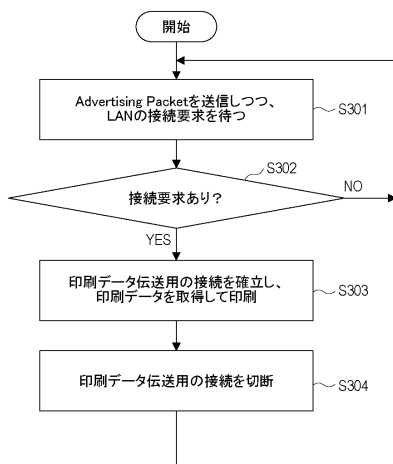 開始
Advertising Packetを送信しつつ、
LANの接続要求を待つ
S301
S302
接続要求あり？
NO
YES
印刷データ伝送用の接続を確立し、
印刷データを取得して印刷
S303
印刷データ伝送用の接続を切断
S304